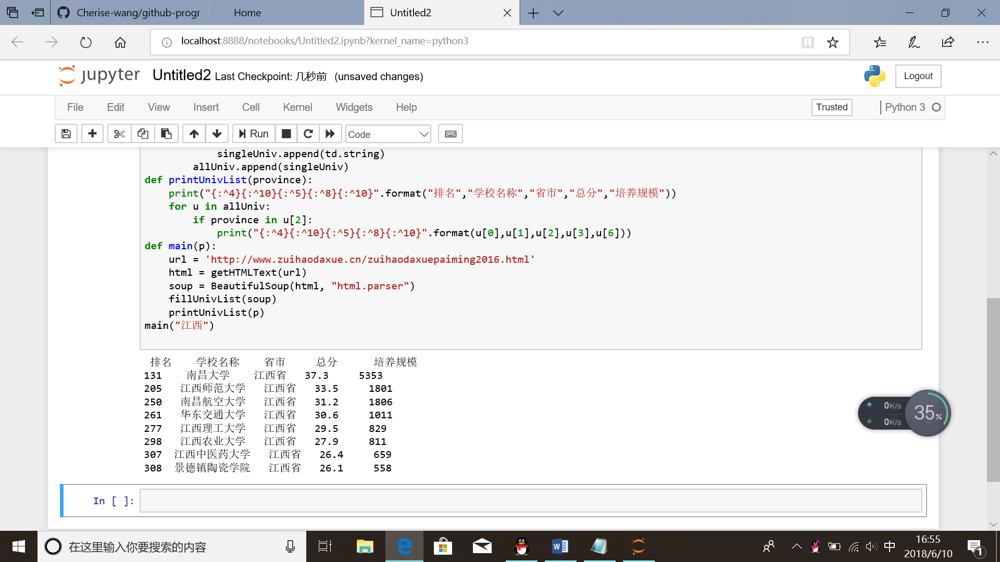 Cherise-wang/github-progr
Home
Untitled2
localhost:8888/notebooks/Untitled2.ipynb?kernel_name=python3
jupyter Untitled2 Last Checkpoint: 几秒前 (unsaved changes)
Logout
File Edit View Insert Cell Kernel Widgets Help
Trusted
Python 3
Run
Code
singleUniv.append(td.string)
allUniv.append(singleUniv)
def printUnivList(province):
print("{:^4}{:^10}{:^5}{:^8}{:^10}".format("排名","学校名称","省市","总分","培养规模"))
for u in allUniv:
if province in u[2]:
print("{:^4}{:^10}{:^5}{:^8}{:^10}".format(u[0],u[1],u[2],u[3],u[6]))
def main(p):
url = 'http://www.zuihaodaxue.cn/zuihaodaxuepaiming2016.html'
html = getHTMLText(url)
soup = BeautifulSoup(html, "html.parser")
fillUnivList(soup)
printUnivList(p)
main("江西")
排名 学校名称 省市 总分 培养规模
131 南昌大学 江西省 37.3 5353
205 江西师范大学 江西省 33.5 1801
250 南昌航空大学 江西省 31.2 1806
261 华东交通大学 江西省 30.6 1011
277 江西理工大学 江西省 29.5 829
298 江西农业大学 江西省 27.9 811
307 江西中医药大学 江西省 26.4 659
308 景德镇陶瓷学院 江西省 26.1 558
0K/s
0K/s
35%
In [ ]:
在这里输入你要搜索的内容
中
16:55
2018/6/10
1